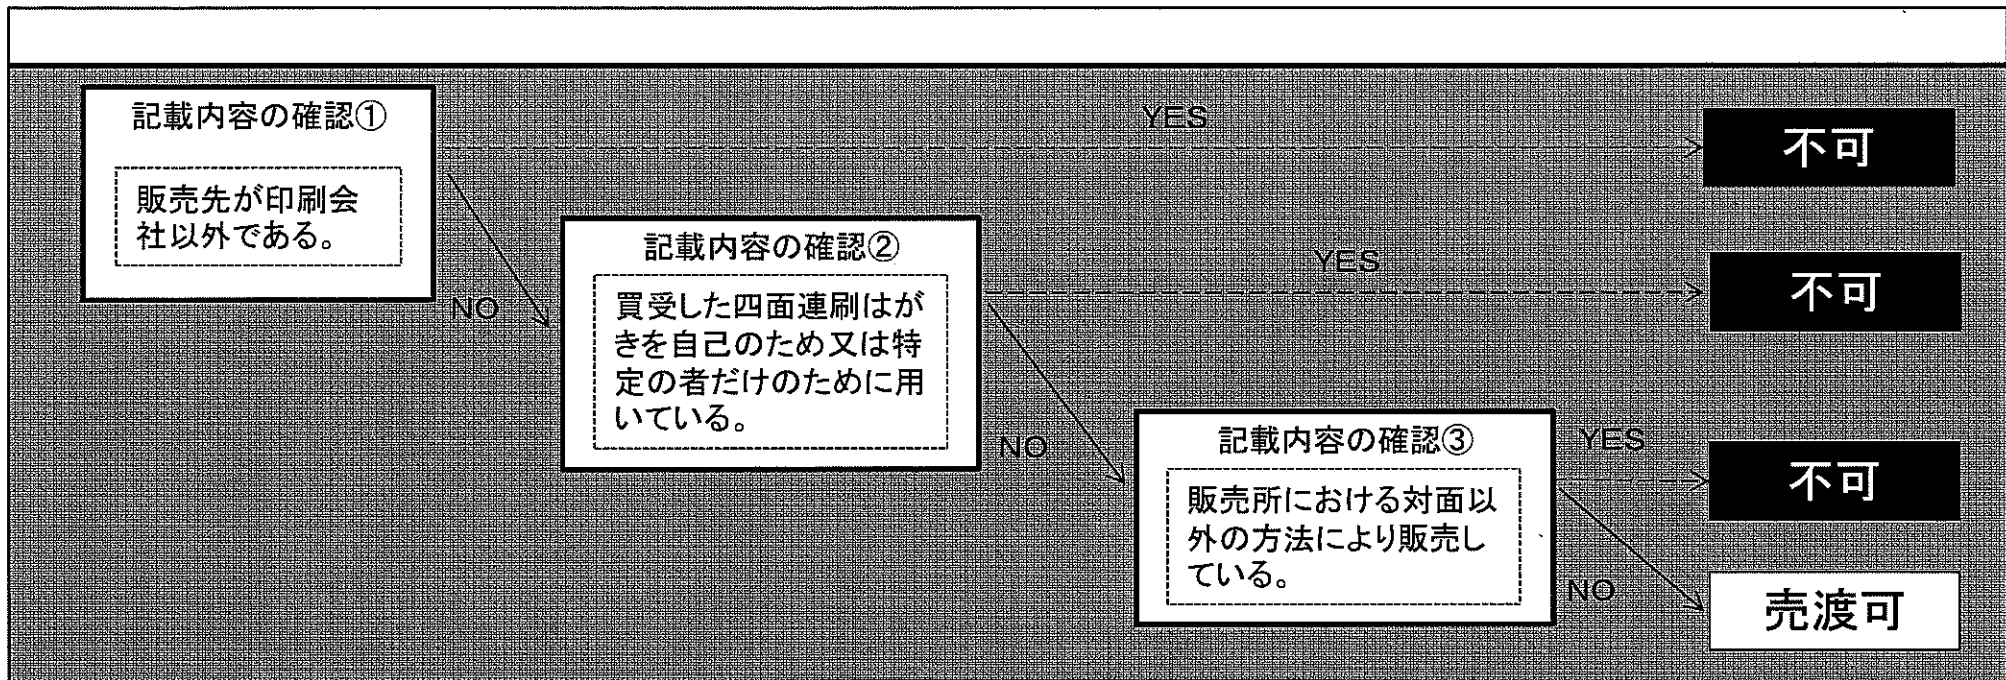 記載内容の確認①
販売先が印刷会
社以外である。
YES
不可
NO
記載内容の確認②
買受した四面連刷はが
きを自己のため又は特
定の者だけのために用
いている。
YES
不可
NO
記載内容の確認③
販売所における対面以
外の方法により販売し
ている。
YES
不可
NO
売渡可